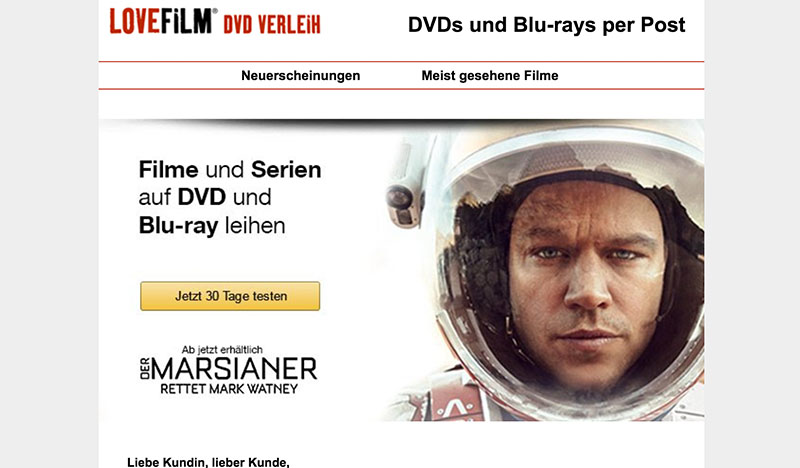 LOVEFiLM® DVD VERLEiH
DVDs und Blu-rays per Post
Neuerscheinungen Meist gesehene Filme
Filme und Serien
auf DVD und
Blu-ray leihen
Jetzt 30 Tage testen
Ab jetzt erhältlich
DER MARSIANER
RETTET MARK WATNEY
Liebe Kundin, lieber Kunde,